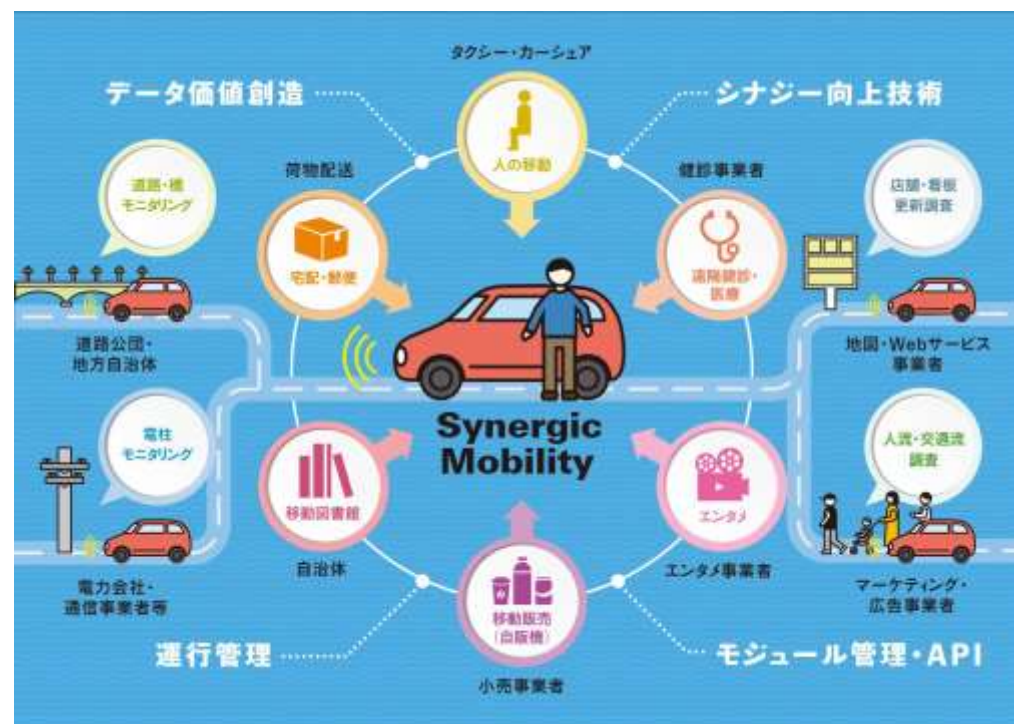 タクシー・カーシェア
データ価値創造
シナジー向上技術
人の移動
荷物配送
健診事業者
道路・橋
モニタリング
店舗・看板
更新調査
宅配・郵便
遠隔健診・
医療
道路公団・
地方自治体
地図・Webサービス
事業者
Synergic
Mobility
電柱
モニタリング
人流・交通流
調査
移動図書館
エンタメ
自治体
エンタメ事業者
電力会社・
通信事業者等
マーケティング・
広告事業者
移動販売
(自販機)
運行管理
モジュール管理・API
小売事業者